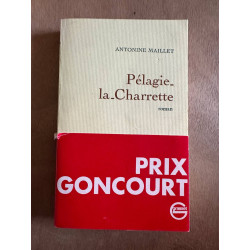 ANTONINE MAILLET
Pélagie-
la-Charrette
roman
PRIX
GONCOURT